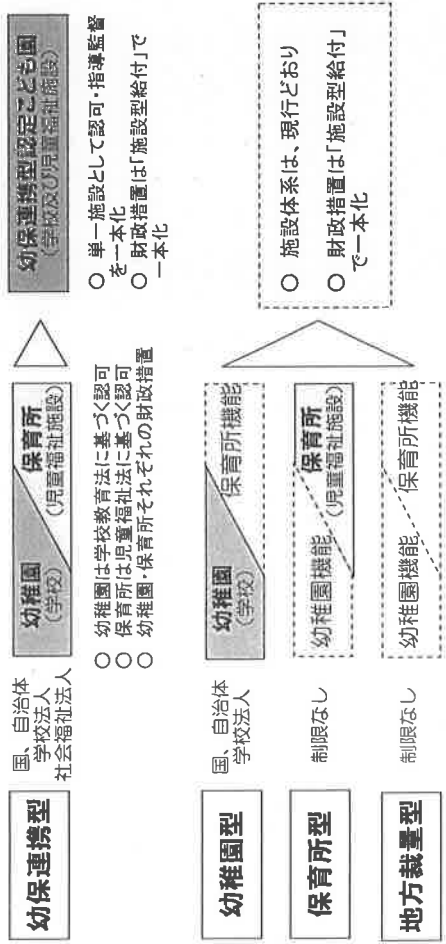 幼保連携型
国、自治体
学校法人
社会福祉法人
幼稚園
(学校)
保育所
(児童福祉施設)
○ 幼稚園は学校教育法に基づく認可
○ 保育所は児童福祉法に基づく認可
○ 幼稚園・保育所それぞれの財政措置
幼保連携型認定こども園
(学校及び児童福祉施設)
○ 単一施設として認可・指導監督
を一本化
○ 財政措置は「施設型給付」で
一本化
幼稚園型
国、自治体
学校法人
幼稚園
(学校)
保育所機能
保育所型
制限なし
幼稚園機能
保育所
(児童福祉施設)
地方裁量型
制限なし
幼稚園機能
保育所機能
○ 施設体系は、現行どおり
○ 財政措置は「施設型給付」
で一本化